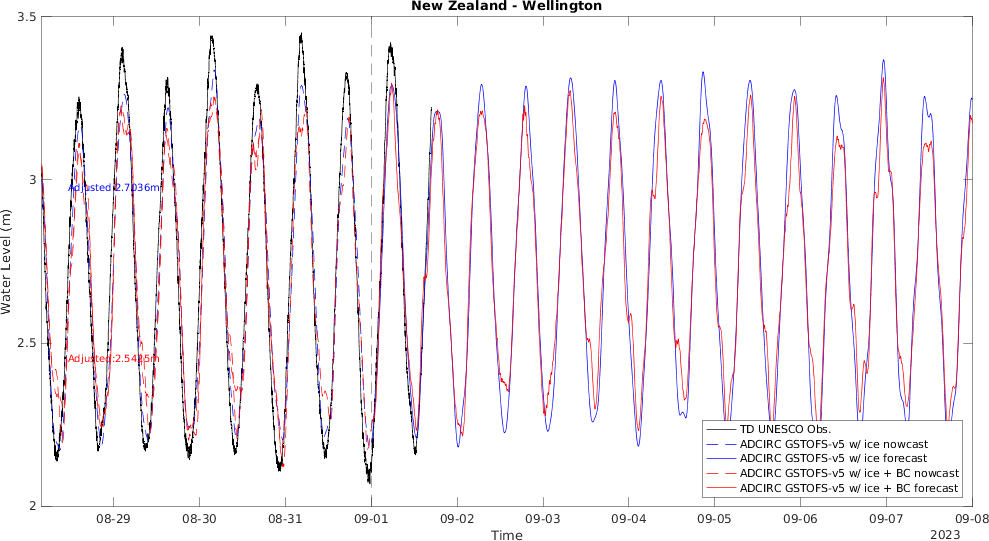 New Zealand - Wellington
3.5
3
2.5
2
Water Level (m)
Adjusted:2.7036m
Adjusted:2.5425m
TD UNESCO Obs.
ADCIRC GSTOFS-v5 w/ ice nowcast
ADCIRC GSTOFS-v5 w/ ice forecast
ADCIRC GSTOFS-v5 w/ ice + BC nowcast
ADCIRC GSTOFS-v5 w/ ice + BC forecast
08-29 08-30 08-31 09-01 09-02 09-03 09-04 09-05 09-06 09-07 09-08
Time
2023